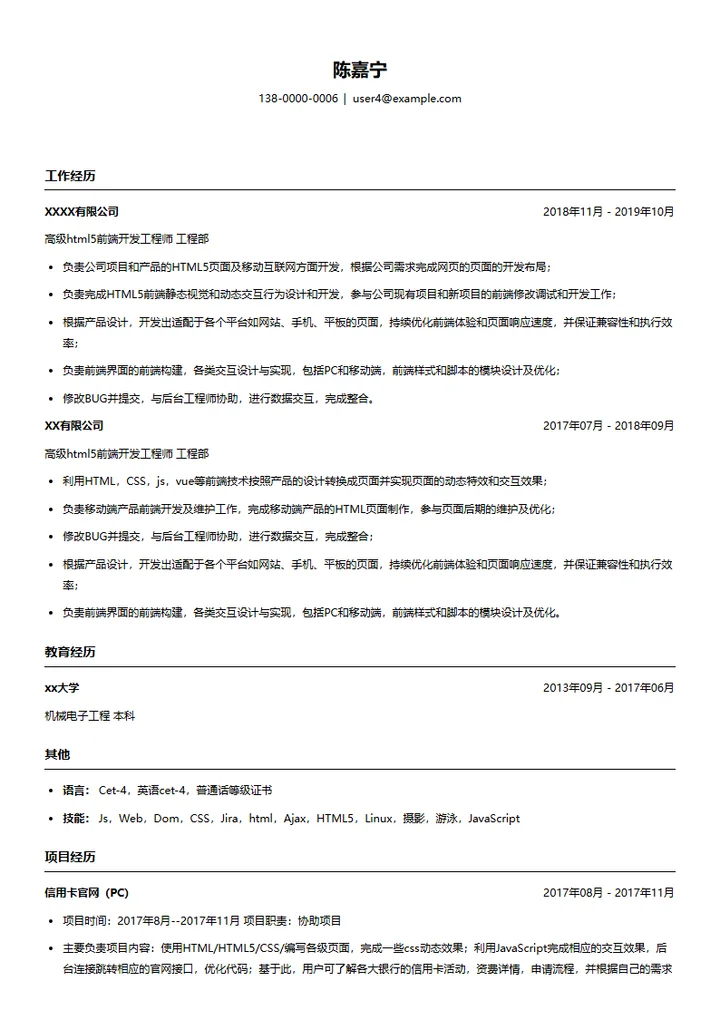 陈嘉宁
138-0000-0006 | user4@example.com
工作经历
XXXX有限公司 2018年11月 - 2019年10月
高级html5前端开发工程师 工程部
• 负责公司项目和产品的HTML5页面及移动互联网方面开发，根据公司需求完成网页的页面的开发布局；
• 负责完成HTML5前端静态视觉和动态交互行为设计和开发，参与公司现有项目和新项目的前端修改调试和开发工作；
• 根据产品设计，开发出适配于各个平台如网站、手机、平板的页面，持续优化前端体验和页面响应速度，并保证兼容性和执行效
率；
• 负责前端界面的前端构建，各类交互设计与实现，包括PC和移动端，前端样式和脚本的模块设计及优化；
• 修改BUG并提交，与后台工程师协助，进行数据交互，完成整合。
XX有限公司 2017年07月 - 2018年09月
高级html5前端开发工程师 工程部
• 利用HTML，CSS，js，vue等前端技术按照产品的设计转换成页面并实现页面的动态特效和交互效果；
• 负责移动端产品前端开发及维护工作，完成移动端产品的HTML页面制作，参与页面后期的维护及优化；
• 修改BUG并提交，与后台工程师协助，进行数据交互，完成整合；
• 根据产品设计，开发出适配于各个平台如网站、手机、平板的页面，持续优化前端体验和页面响应速度，并保证兼容性和执行效
率；
• 负责前端界面的前端构建，各类交互设计与实现，包括PC和移动端，前端样式和脚本的模块设计及优化。
教育经历
xx大学 2013年09月 - 2017年06月
机械电子工程 本科
其他
• 语言： Cet-4，英语cet-4，普通话等级证书
• 技能： Js，Web，Dom，CSS，Jira，html，Ajax，HTML5，Linux，摄影，游泳，JavaScript
项目经历
信用卡官网（PC） 2017年08月 - 2017年11月
• 项目时间：2017年8月--2017年11月 项目职责：协助项目
• 主要负责项目内容：使用HTML/HTML5/CSS/编写各级页面，完成一些css动态效果；利用JavaScript完成相应的交互效果，后
台连接跳转相应的官网接口，优化代码；基于此，用户可了解各大银行的信用卡活动，资费详情，申请流程，并根据自己的需求